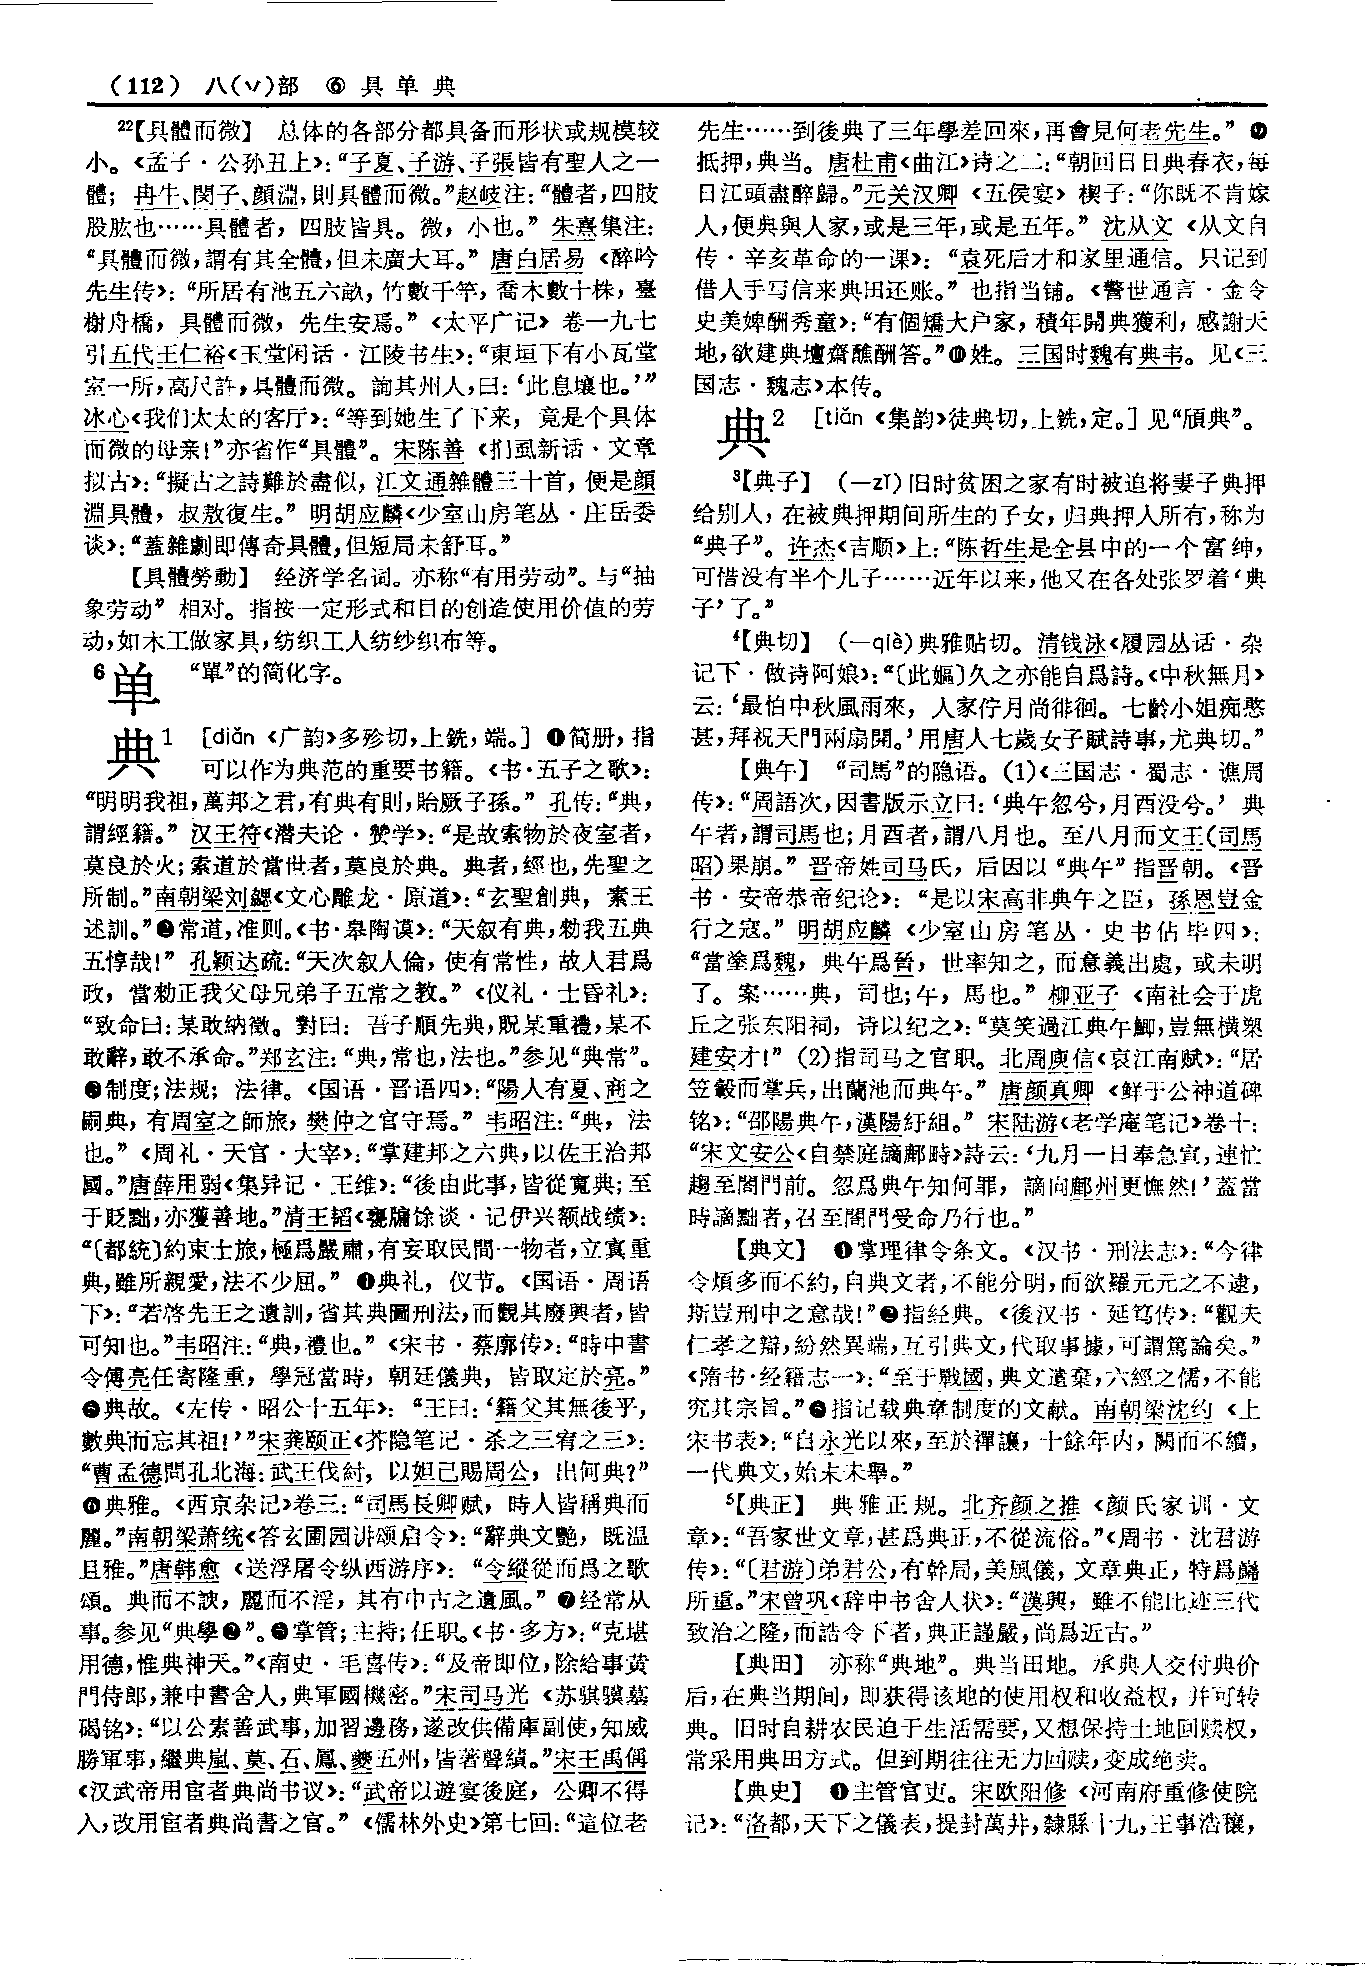 (112) 八(丷)部 ⑥ 具单典
22【具體而微】 总体的各部分都具备而形状或规模较
小。《孟子·公孙丑上》：“子夏、子游、子張皆有聖人之一
體；冉牛、閔子、顔淵，則具體而微。”赵岐注：“體者，四肢
股肱也……具體者，四肢皆具。微，小也。”朱熹集注：
“具體而微，謂有其全體，但未廣大耳。”唐白居易《醉吟
先生传》：“所居有池五六畝，竹數千竿，喬木數十株，臺
榭舟橋，具體而微，先生安焉。”《太平广记》卷一九七
引五代王仁裕《玉堂闲话·江陵书生》：“東垣下有小瓦堂
室一所，高尺許，具體而微。詢其州人，曰：‘此息壤也。’”
冰心《我们太太的客厅》：“等到她生了下来，竟是个具体
而微的母亲！”亦省作“具體”。宋陈善《扪虱新话·文章
拟古》：“擬古之詩難於盡似，江文通雜體三十首，便是顔
淵具體，叔敖復生。”明胡应麟《少室山房笔丛·庄岳委
谈》：“蓋雜劇即傳奇具體，但短局未舒耳。”
【具體勞動】 经济学名词。亦称“有用劳动”。与“抽
象劳动”相对。指按一定形式和目的创造使用价值的劳
动，如木工做家具，纺织工人纺纱织布等。
6单 “單”的简化字。
典1 [diǎn《广韵》多殄切，上銑，端。] ❶简册，指
可以作为典范的重要书籍。《书·五子之歌》：
“明明我祖，萬邦之君，有典有則，貽厥子孫。”孔传：“典，
謂經籍。”汉王符《潜夫论·赞学》：“是故索物於夜室者，
莫良於火；索道於當世者，莫良於典。典者，經也，先聖之
所制。”南朝梁刘勰《文心雕龙·原道》：“玄聖創典，素王
述訓。”❷常道，准则。《书·皋陶谟》：“天叙有典，勑我五典
五惇哉！”孔颖达疏：“天次叙人倫，使有常性，故人君爲
政，當勑正我父母兄弟子五常之教。”《仪礼·士昏礼》：
“致命曰：某敢納徵。對曰：吾子順先典，貺某重禮，某不
敢辭，敢不承命。”郑玄注：“典，常也，法也。”参见“典常”。
❸制度；法规；法律。《国语·晋语四》：“陽人有夏、商之
嗣典，有周室之師旅，樊仲之官守焉。”韦昭注：“典，法
也。”《周礼·天官·大宰》：“掌建邦之六典，以佐王治邦
國。”唐薛用弱《集异记·王维》：“後由此事，皆從寬典；至
于貶黜，亦獲善地。”清王韬《甕牖馀谈·记伊兴额战绩》：
“〔都統〕約束士旅，極爲嚴肅，有妄取民間一物者，立寘重
典，雖所親愛，法不少屈。”❹典礼，仪节。《国语·周语
下》：“若啓先王之遺訓，省其典圖刑法，而觀其廢興者，皆
可知也。”韦昭注：“典，禮也。”《宋书·蔡廓传》：“時中書
令傅亮任寄隆重，學冠當時，朝廷儀典，皆取定於亮。”
❺典故。《左传·昭公十五年》：“王曰：‘籍父其無後乎，
數典而忘其祖！’”宋龚颐正《芥隐笔记·杀之三宥之三》：
“曹孟德問孔北海：武王伐紂，以妲己賜周公，出何典？”
❻典雅。《西京杂记》卷三：“司馬長卿賦，時人皆稱典而
麗。”南朝梁萧统《答玄圃园讲颂启令》：“辭典文艷，既温
且雅。”唐韩愈《送浮屠令纵西游序》：“令縱從而爲之歌
頌。典而不諛，麗而不淫，其有中古之遺風。”❼经常从
事。参见“典學❷”。❽掌管；主持；任职。《书·多方》：“克堪
用德，惟典神天。”《南史·毛喜传》：“及帝即位，除給事黄
門侍郎，兼中書舍人，典軍國機密。”宋司马光《苏骐骥墓
碣铭》：“以公素善武事，加習邊務，遂改供備庫副使，知威
勝軍事，繼典嵐、莫、石、鳳、夔五州，皆著聲績。”宋王禹偁
《汉武帝用宦者典尚书议》：“武帝以遊宴後庭，公卿不得
入，改用宦者典尚書之官。”《儒林外史》第七回：“這位老
先生……到後典了三年學差回來，再會見何老先生。”❾
抵押，典当。唐杜甫《曲江》诗之二：“朝回日日典春衣，每
日江頭盡醉歸。”元关汉卿《五侯宴》楔子：“你既不肯嫁
人，便典與人家，或是三年，或是五年。”沈从文《从文自
传·辛亥革命的一课》：“袁死后才和家里通信。只记到
借人手写信来典田还账。”也指当铺。《警世通言·金令
史美婢酬秀童》：“有個矯大户家，積年開典獲利，感謝天
地，欲建典壇齋醮酬答。”❿姓。三国时魏有典韦。见《三
国志·魏志》本传。
典2 [tiǎn《集韵》徒典切，上銑，定。] 见“頎典”。
3【典子】 (—zǐ)旧时贫困之家有时被迫将妻子典押
给别人，在被典押期间所生的子女，归典押人所有，称为
“典子”。许杰《吉顺》上：“陈哲生是全县中的一个富绅，
可惜没有半个儿子……近年以来，他又在各处张罗着‘典
子’了。”
4【典切】 (—qiè)典雅贴切。清钱泳《履园丛话·杂
记下·做诗阿娘》：“〔此嫗〕久之亦能自爲詩。《中秋無月》
云：‘最怕中秋風雨來，人家佇月尚徘徊。七齡小姐痴憨
甚，拜祝天門兩扇開。’用唐人七歲女子賦詩事，尤典切。”
【典午】 “司馬”的隐语。(1)《三国志·蜀志·谯周
传》：“周語次，因書版示立曰：‘典午忽兮，月酉没兮。’典
午者，謂司馬也；月酉者，謂八月也。至八月而文王(司馬
昭)果崩。”晋帝姓司马氏，后因以“典午”指晋朝。《晋
书·安帝恭帝纪论》：“是以宋高非典午之臣，孫恩豈金
行之寇。”明胡应麟《少室山房笔丛·史书佔毕四》：
“當塗爲魏，典午爲晉，世率知之，而意義出處，或未明
了。案……典，司也；午，馬也。”柳亚子《南社会于虎
丘之张东阳祠，诗以纪之》：“莫笑過江典午鯽，豈無横槊
建安才！”(2)指司马之官职。北周庾信《哀江南赋》：“居
笠轂而掌兵，出蘭池而典午。”唐颜真卿《鲜于公神道碑
铭》：“邵陽典午，漢陽紆組。”宋陆游《老学庵笔记》卷十：
“宋文安公《自禁庭謫鄜畤》詩云：‘九月一日奉急宣，連忙
趨至閤門前。忽爲典午知何罪，謫向鄜州更憮然！’蓋當
時謫黜者，召至閤門受命乃行也。”
【典文】 ❶掌理律令条文。《汉书·刑法志》：“今律
令煩多而不約，自典文者，不能分明，而欲羅元元之不逮，
斯豈刑中之意哉！”❷指经典。《後汉书·延笃传》：“觀夫
仁孝之辯，紛然異端，互引典文，代取事據，可謂篤論矣。”
《隋书·经籍志一》：“至于戰國，典文遺棄，六經之儒，不能
究其宗旨。”❸指记载典章制度的文献。南朝梁沈约《上
宋书表》：“自永光以來，至於禪讓，十餘年内，闕而不續，
一代典文，始末未舉。”
5【典正】 典雅正规。北齐颜之推《颜氏家训·文
章》：“吾家世文章，甚爲典正，不從流俗。”《周书·沈君游
传》：“〔君游〕弟君公，有幹局，美風儀，文章典正，特爲巋
所重。”宋曾巩《辞中书舍人状》：“漢興，雖不能比迹三代
致治之隆，而誥令下者，典正謹嚴，尚爲近古。”
【典田】 亦称“典地”。典当田地。承典人交付典价
后，在典当期间，即获得该地的使用权和收益权，并可转
典。旧时自耕农民迫于生活需要，又想保持土地回赎权，
常采用典田方式。但到期往往无力回赎，变成绝卖。
【典史】 ❶主管官吏。宋欧阳修《河南府重修使院
记》：“洛都，天下之儀表，提封萬井，隸縣十九，王事浩穰，